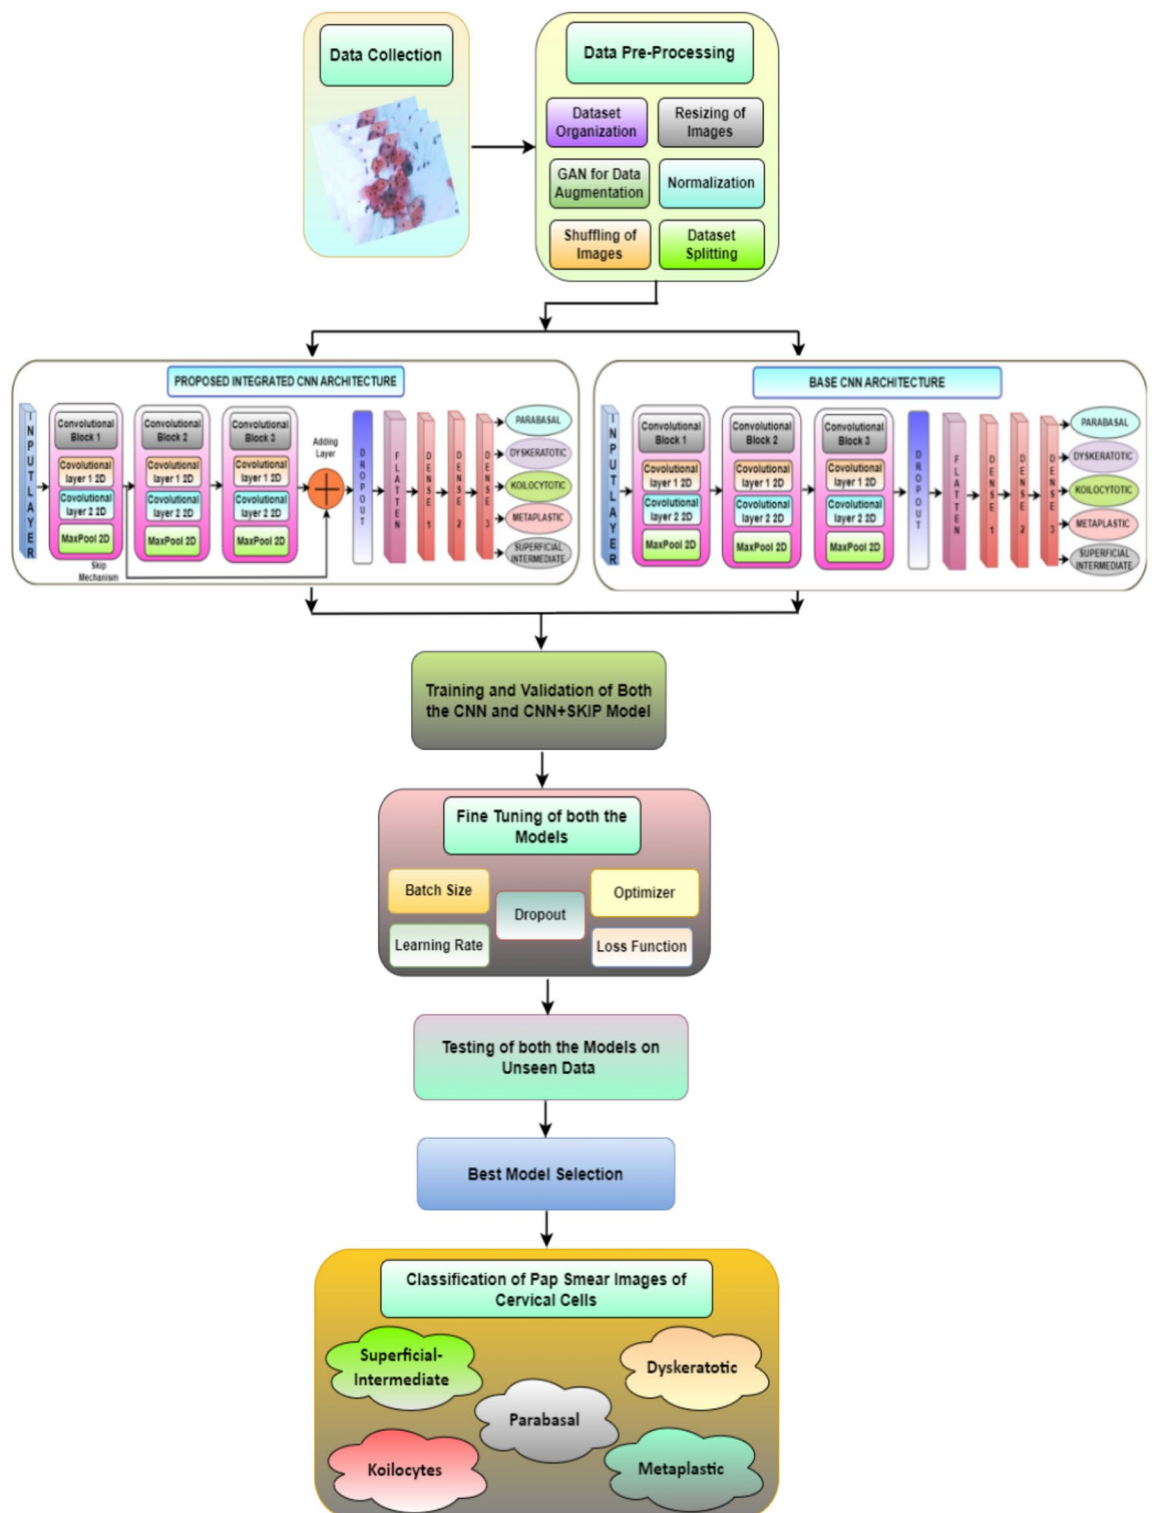 Data Collection
Data Pre-Processing
Dataset
Organization
Resizing of
Images
GAN for Data
Augmentation
Normalization
Shuffling of
Images
Dataset
Splitting
PROPOSED INTEGRATED CNN ARCHITECTURE
INPUTLAYER
Convolutional
Block 1
Covolutional
layer 1 2D
Covolutional
layer 2 2D
MaxPool 2D
Convolutional
Block 2
Covolutional
layer 1 2D
Covolutional
layer 2 2D
MaxPool 2D
Convolutional
Block 3
Covolutional
layer 1 2D
Covolutional
layer 2 2D
MaxPool 2D
Skip
Mechanism
Adding
Layer
DROPOUT
FLATTEN
DENSE 1
DENSE 2
DENSE 3
PARABASAL
DYSKERATOTIC
KOILOCYTOTIC
METAPLASTIC
SUPERFICIAL
INTERMEDIATE
BASE CNN ARCHITECTURE
INPUTLAYER
Convolutional
Block 1
Covolutional
layer 1 2D
Covolutional
layer 2 2D
MaxPool 2D
Convolutional
Block 2
Covolutional
layer 1 2D
Covolutional
layer 2 2D
MaxPool 2D
Convolutional
Block 3
Covolutional
layer 1 2D
Covolutional
layer 2 2D
MaxPool 2D
DROPOUT
FLATTEN
DENSE 1
DENSE 2
DENSE 3
PARABASAL
DYSKERATOTIC
KOILOCYTOTIC
METAPLASTIC
SUPERFICIAL
INTERMEDIATE
Training and Validation of Both
the CNN and CNN+SKIP Model
Fine Tuning of both the
Models
Batch Size
Dropout
Optimizer
Learning Rate
Loss Function
Testing of both the Models on
Unseen Data
Best Model Selection
Classification of Pap Smear Images of
Cervical Cells
Superficial-
Intermediate
Dyskeratotic
Parabasal
Koilocytes
Metaplastic